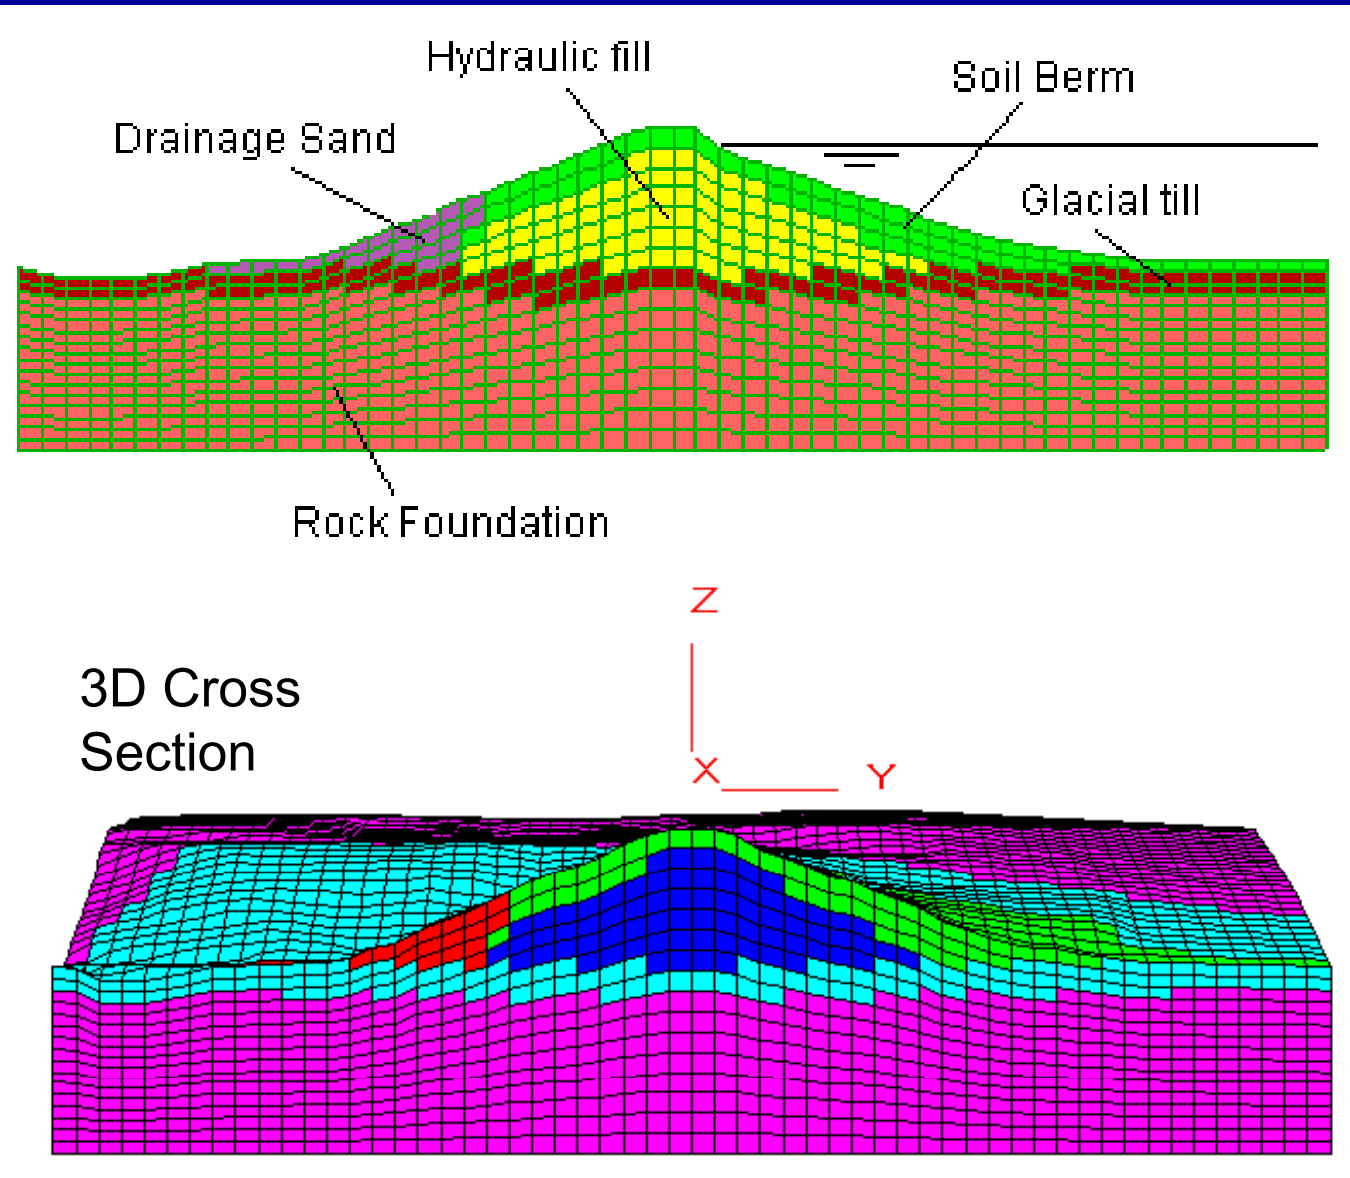 Hydraulic fill
Soil Berm
Drainage Sand
Glacial till
Rock Foundation
Z
3D Cross
Section
X
Y